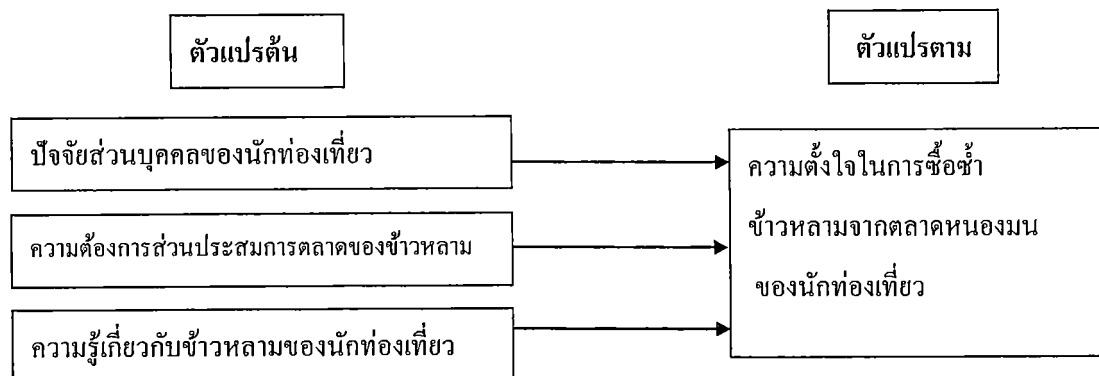 ตัวแปรต้น
ตัวแปรตาม
ปัจจัยส่วนบุคคลของนักท่องเที่ยว
ความต้องการส่วนประสมการตลาดของข้าวหลาม
ความรู้เกี่ยวกับข้าวหลามของนักท่องเที่ยว
ความตั้งใจในการซื้อซ้ำ
ข้าวหลามจากตลาดหนองมน
ของนักท่องเที่ยว